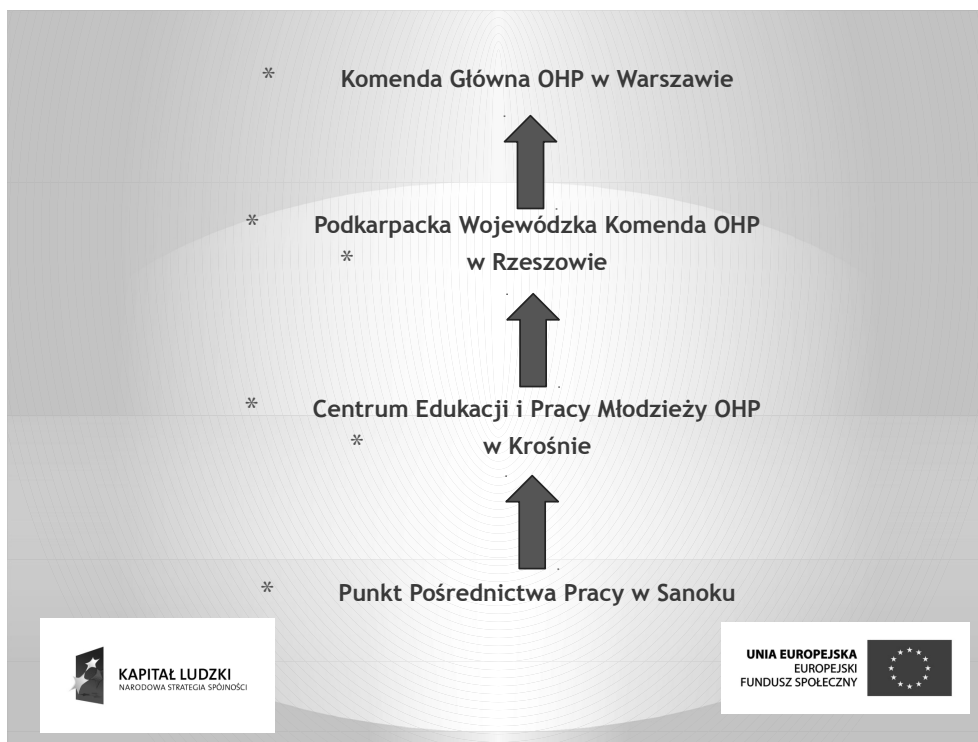 * Komenda Główna OHP w Warszawie
* Podkarpacka Wojewódzka Komenda OHP
* w Rzeszowie
* Centrum Edukacji i Pracy Młodzieży OHP
* w Krośnie
* Punkt Pośrednictwa Pracy w Sanoku
KAPITAŁ LUDZKI
NARODOWA STRATEGIA SPÓJNOŚCI
UNIA EUROPEJSKA
EUROPEJSKI
FUNDUSZ SPOŁECZNY